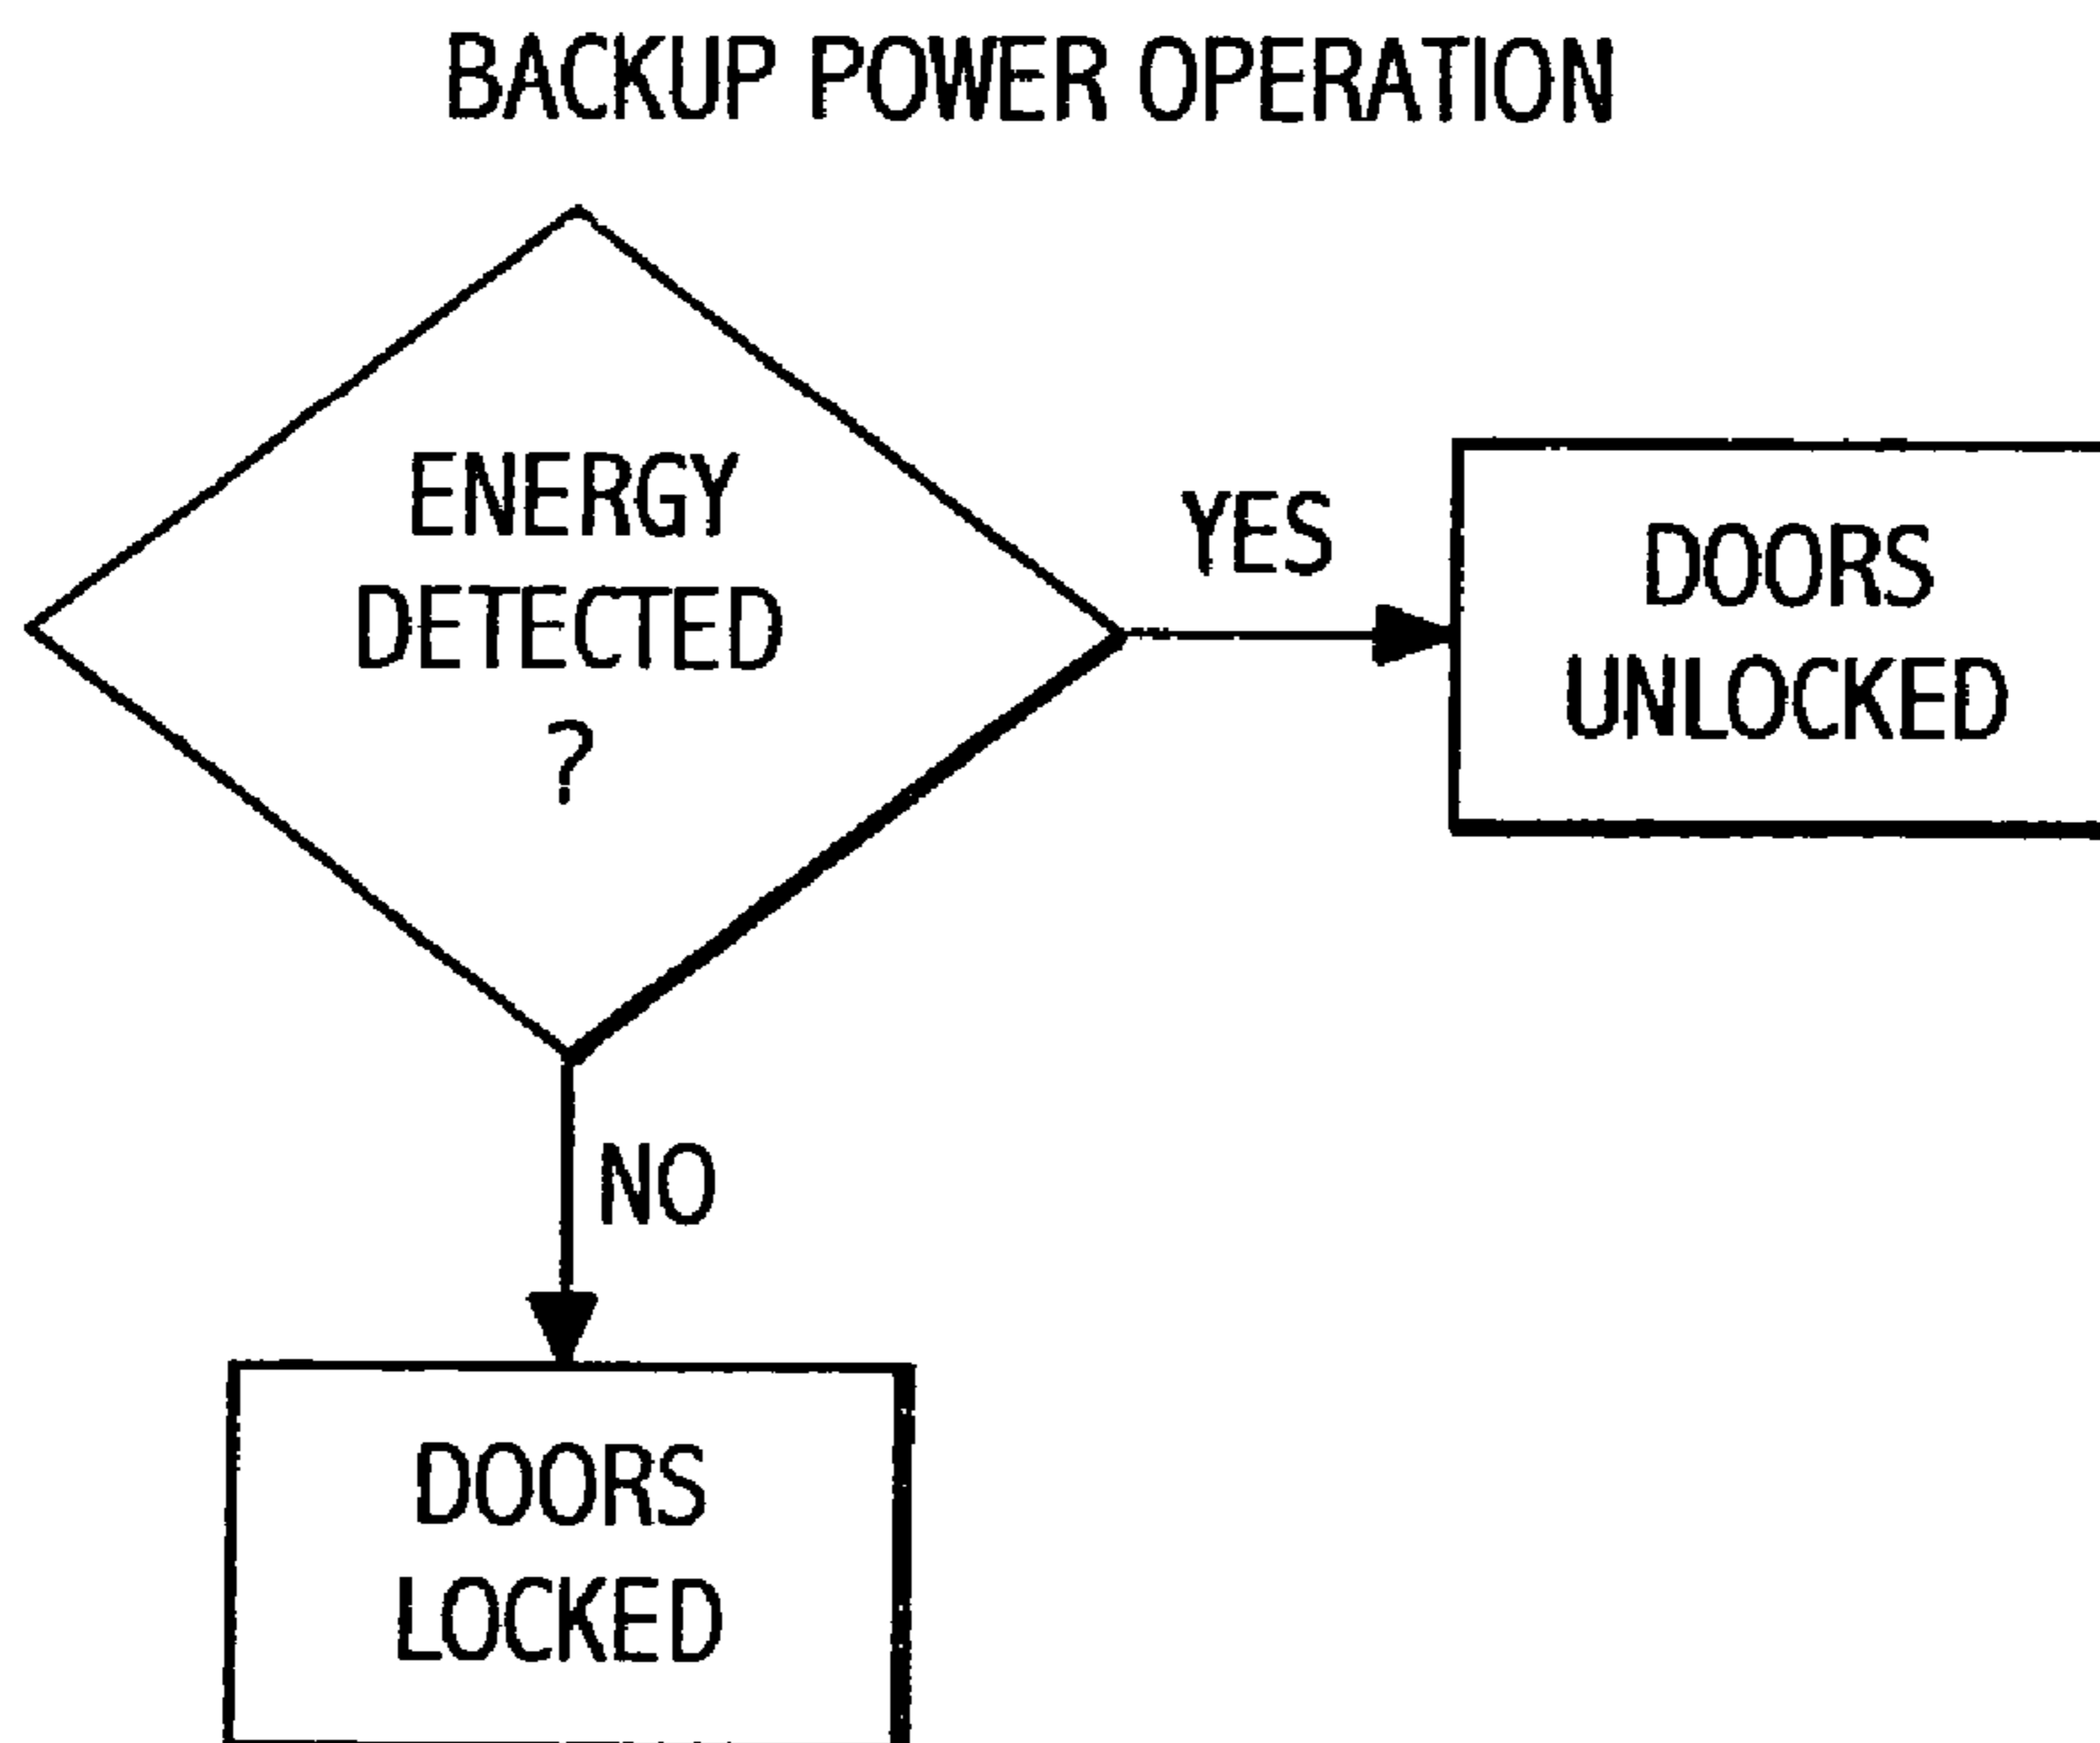 BACKUP POWER OPERATION
ENERGY
DETECTED
?
YES
DOORS
UNLOCKED
NO
DOORS
LOCKED